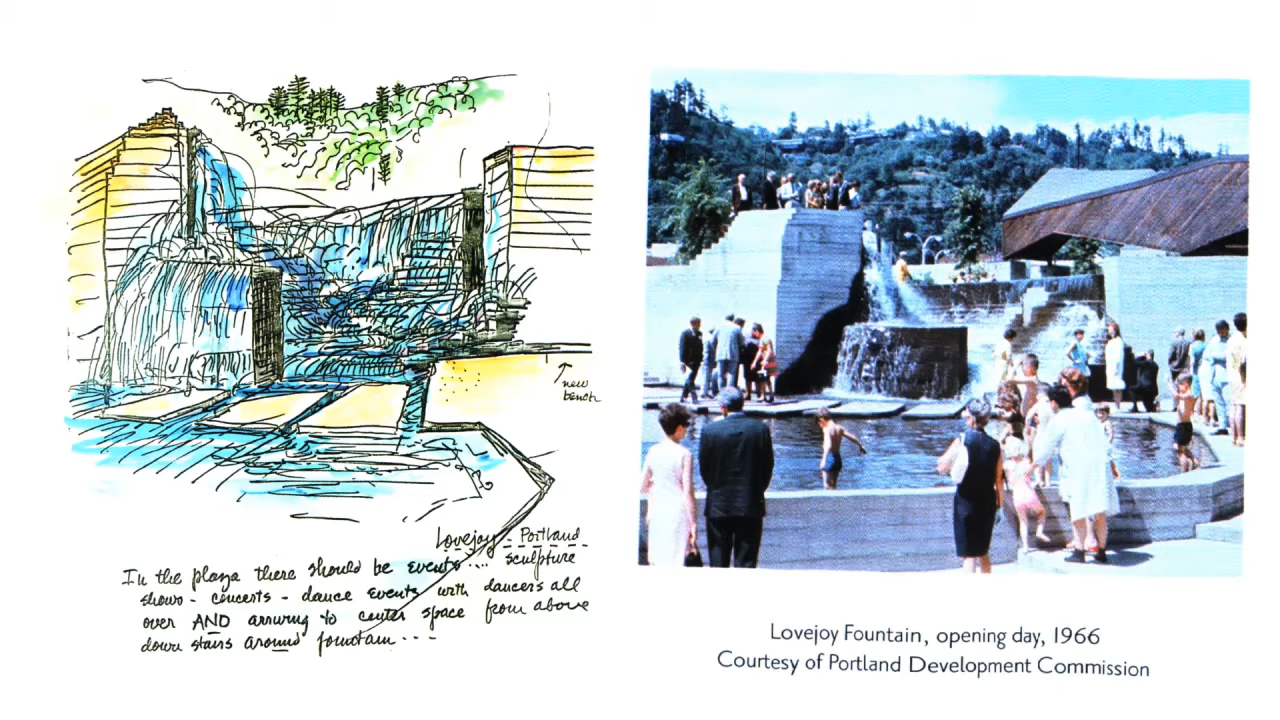 new
bench
Lovejoy - Portland
In the plaza there should be events.... sculpture
shows - concerts - dance events with dancers all
over AND arriving to center space from above
down stairs around fountain - - -
Lovejoy Fountain, opening day, 1966
Courtesy of Portland Development Commission